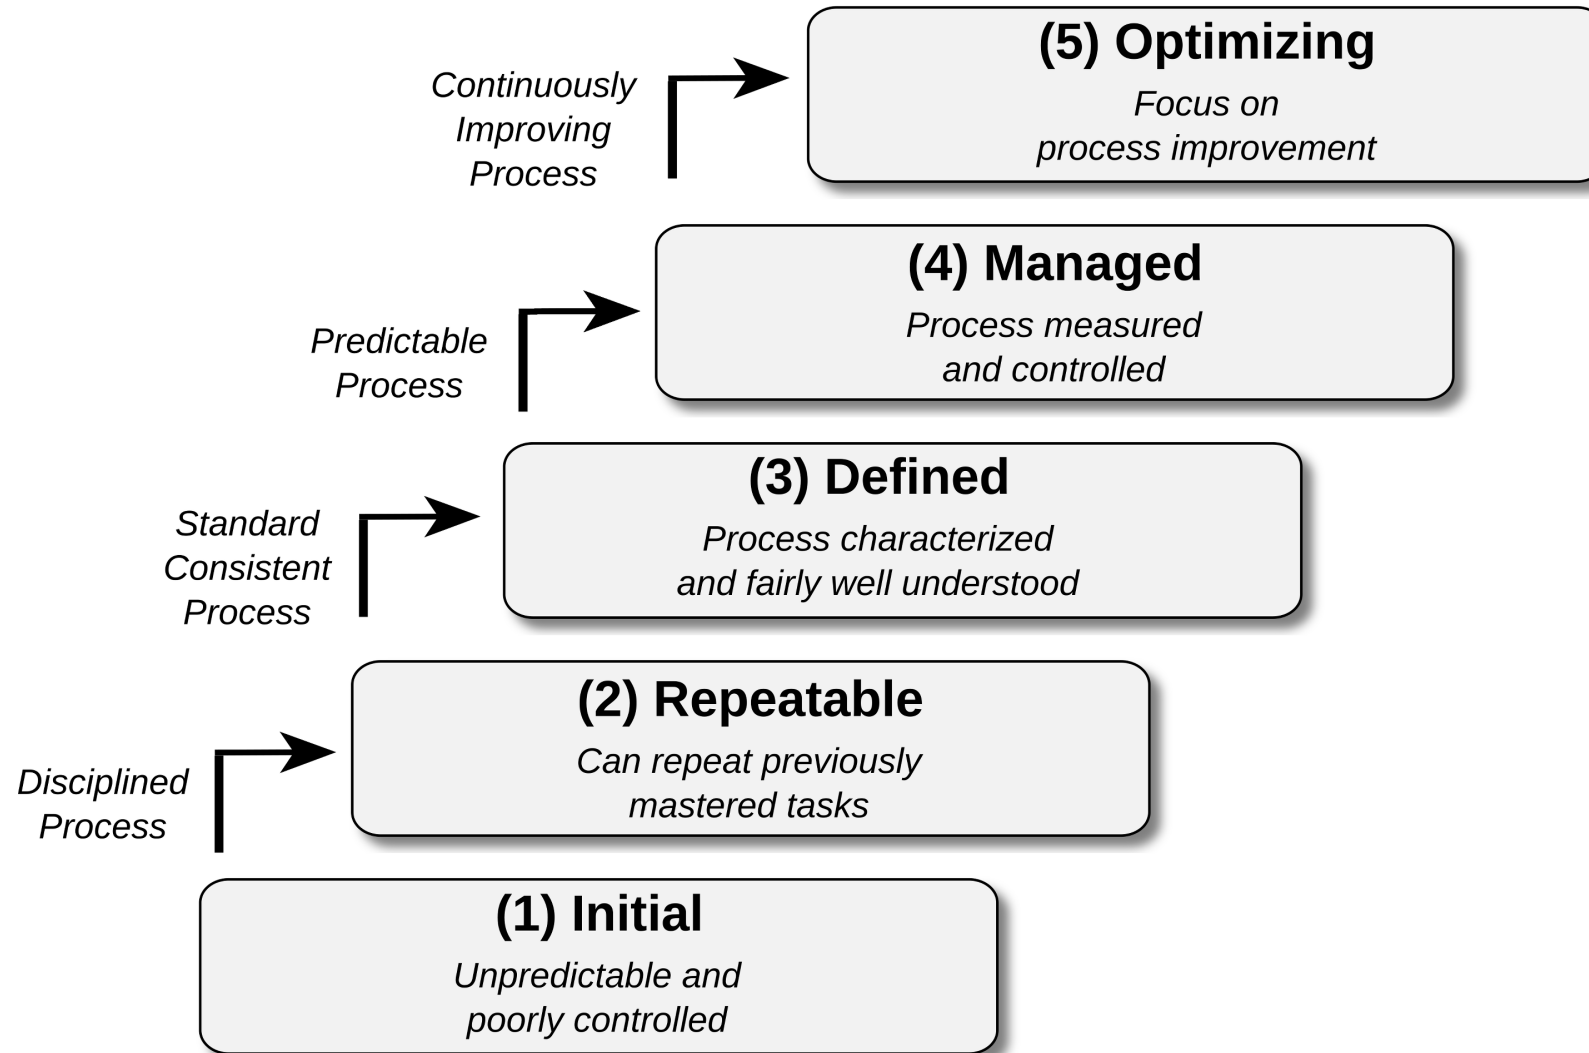 (5) Optimizing
Focus on
process improvement
Continuously
Improving
Process
(4) Managed
Process measured
and controlled
Predictable
Process
(3) Defined
Process characterized
and fairly well understood
Standard
Consistent
Process
(2) Repeatable
Can repeat previously
mastered tasks
Disciplined
Process
(1) Initial
Unpredictable and
poorly controlled